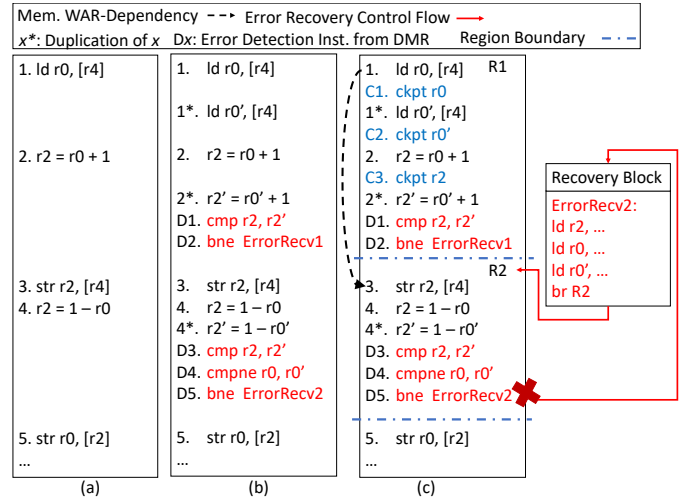 Mem. WAR-Dependency Error Recovery Control Flow
x*: Duplication of x Dx: Error Detection Inst. from DMR Region Boundary
1. ld r0, [r4]
2. r2 = r0 + 1
3. str r2, [r4]
4. r2 = 1 – r0
5. str r0, [r2]
...
(a)
1. ld r0, [r4]
1*. ld r0', [r4]
2. r2 = r0 + 1
2*. r2' = r0' + 1
D1. cmp r2, r2'
D2. bne ErrorRecv1
3. str r2, [r4]
4. r2 = 1 – r0
4*. r2' = 1 – r0'
D3. cmp r2, r2'
D4. cmpne r0, r0'
D5. bne ErrorRecv2
5. str r0, [r2]
...
(b)
1. ld r0, [r4] R1
C1. ckpt r0
1*. ld r0', [r4]
C2. ckpt r0'
2. r2 = r0 + 1
C3. ckpt r2
2*. r2' = r0' + 1
D1. cmp r2, r2'
D2. bne ErrorRecv1
R2
3. str r2, [r4]
4. r2 = 1 – r0
4*. r2' = 1 – r0'
D3. cmp r2, r2'
D4. cmpne r0, r0'
D5. bne ErrorRecv2
5. str r0, [r2]
...
(c)
Recovery Block
ErrorRecv2:
ld r2, ...
ld r0, ...
ld r0', ...
br R2